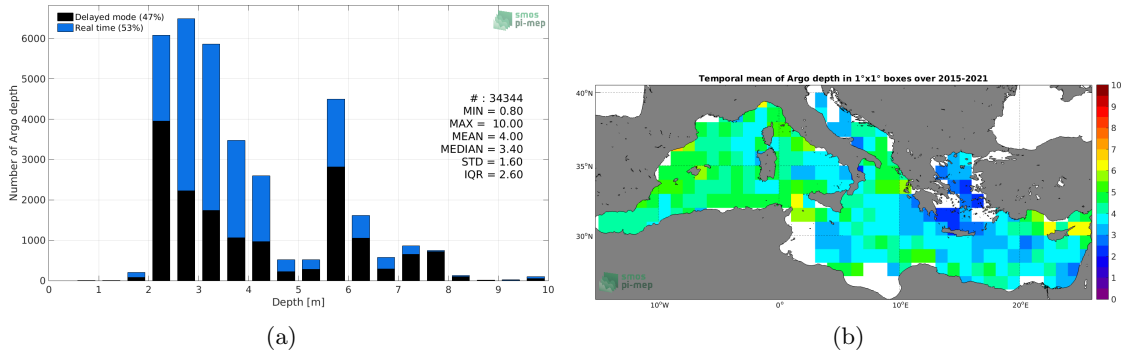 Delayed mode (47%)
Real time (53%)
smos
pi-mep
Number of Argo depth
6000
5000
4000
3000
2000
1000
0
# : 34344
MIN = 0.80
MAX = 10.00
MEAN = 4.00
MEDIAN = 3.40
STD = 1.60
IQR = 2.60
0 1 2 3 4 5 6 7 8 9 10
Depth [m]
(a)
Temporal mean of Argo depth in 1°x1° boxes over 2015-2021
40°N
35°N
30°N
10°W 0° 10°E 20°E
smos
pi-mep
10
9
8
7
6
5
4
3
2
1
0
(b)